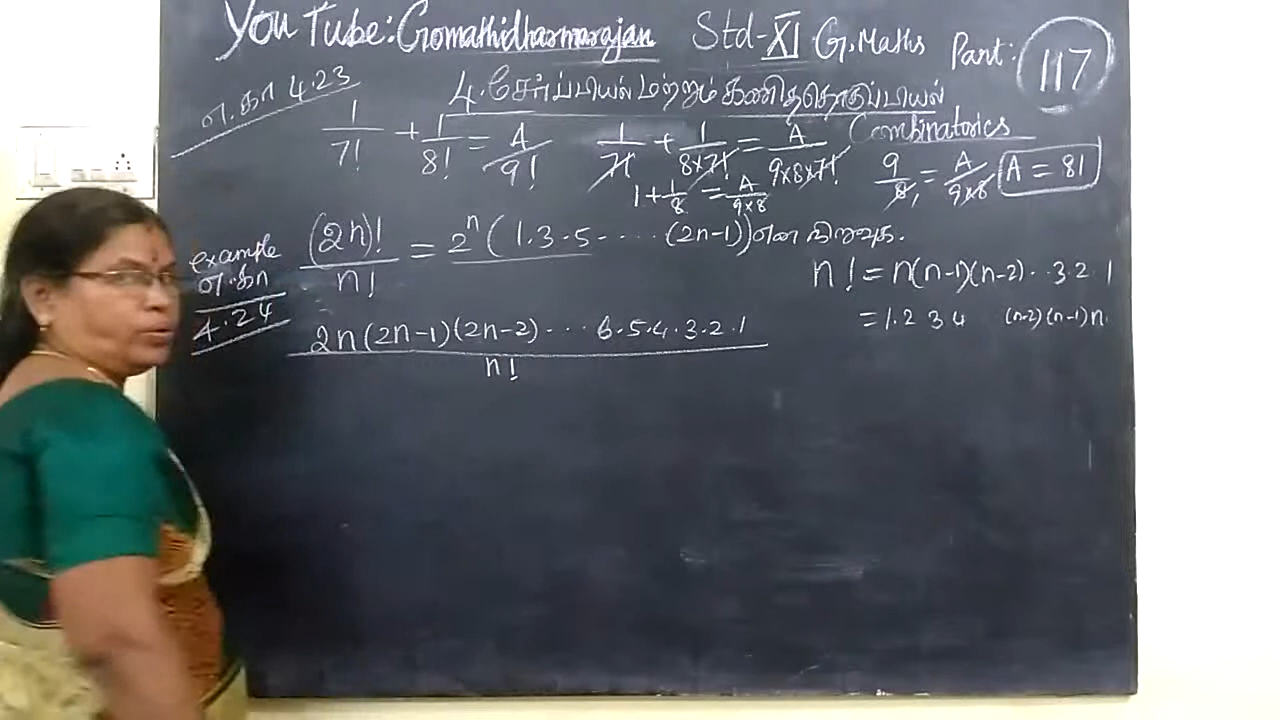 YouTube: Gomathidharmarajan Std-XI G.Maths Part: 117
எ.கா 4.23
4. சேர்ப்பியல் மற்றும் கணித தொகுப்பியல்
Combinatorics
1/7! + 1/8! = A/9!
1/7! + 1/8×7! = A/9×8×7!
1 + 1/8 = A/9×8
9/8 = A/9×8 A = 81
example எ.கா 4.24
(2n)!/n! = 2ⁿ(1.3.5.....(2n-1)) என நிறுவுக.
n! = n(n-1)(n-2)...3.2.1
= 1.2 3 4 (n-2)(n-1)n.
2n(2n-1)(2n-2)....6.5.4.3.2.1
n!